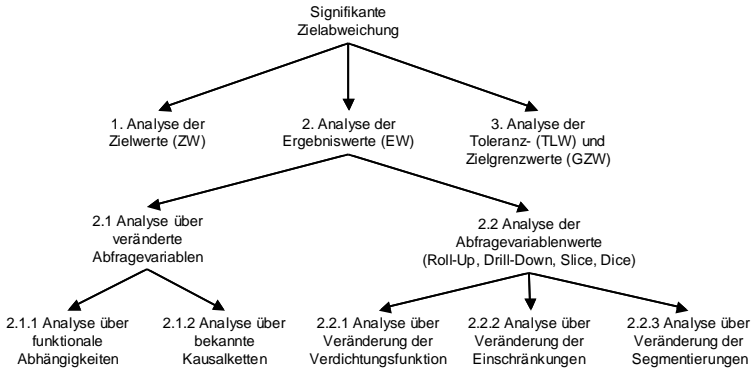 Signifikante
Zielabweichung
1. Analyse der
Zielwerte (ZW)
2. Analyse der
Ergebniswerte (EW)
3. Analyse der
Toleranz- (TLW) und
Zielgrenzwerte (GZW)
2.1 Analyse über
veränderte
Abfragevariablen
2.2 Analyse der
Abfragevariablenwerte
(Roll-Up, Drill-Down, Slice, Dice)
2.1.1 Analyse über
funktionale
Abhängigkeiten
2.1.2 Analyse über
bekannte
Kausalketten
2.2.1 Analyse über
Veränderung der
Verdichtungsfunktion
2.2.2 Analyse über
Veränderung der
Einschränkungen
2.2.3 Analyse über
Veränderung der
Segmentierungen